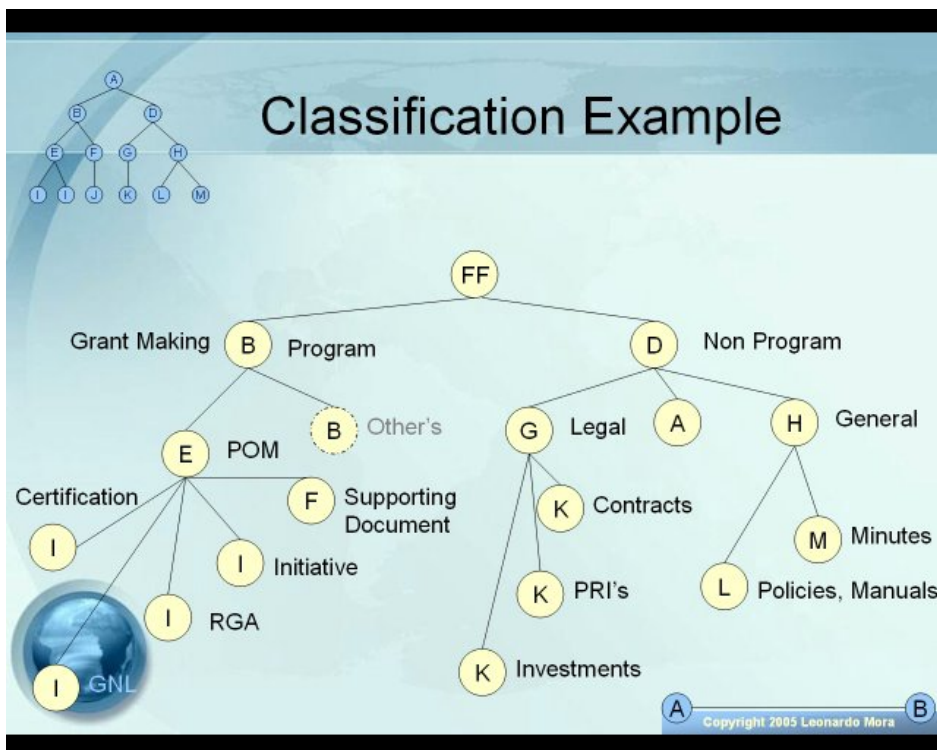 Classification Example
A
B D
E F G H
I I J K L M
FF
Grant Making B Program
D Non Program
B Other's
G Legal
A
H General
E POM
Certification
F Supporting
Document
K Contracts
M Minutes
I
I Initiative
K PRI's
L Policies, Manuals
I RGA
K Investments
I GNL
A B
Copyright 2005 Leonardo Mora